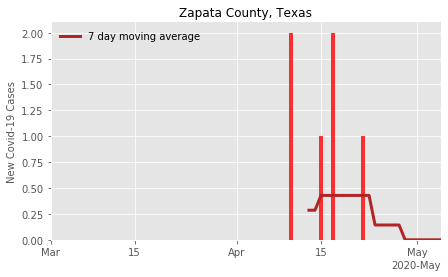 Zapata County, Texas
7 day moving average
New Covid-19 Cases
2.00
1.75
1.50
1.25
1.00
0.75
0.50
0.25
0.00
Mar
15
Apr
15
May
2020-May